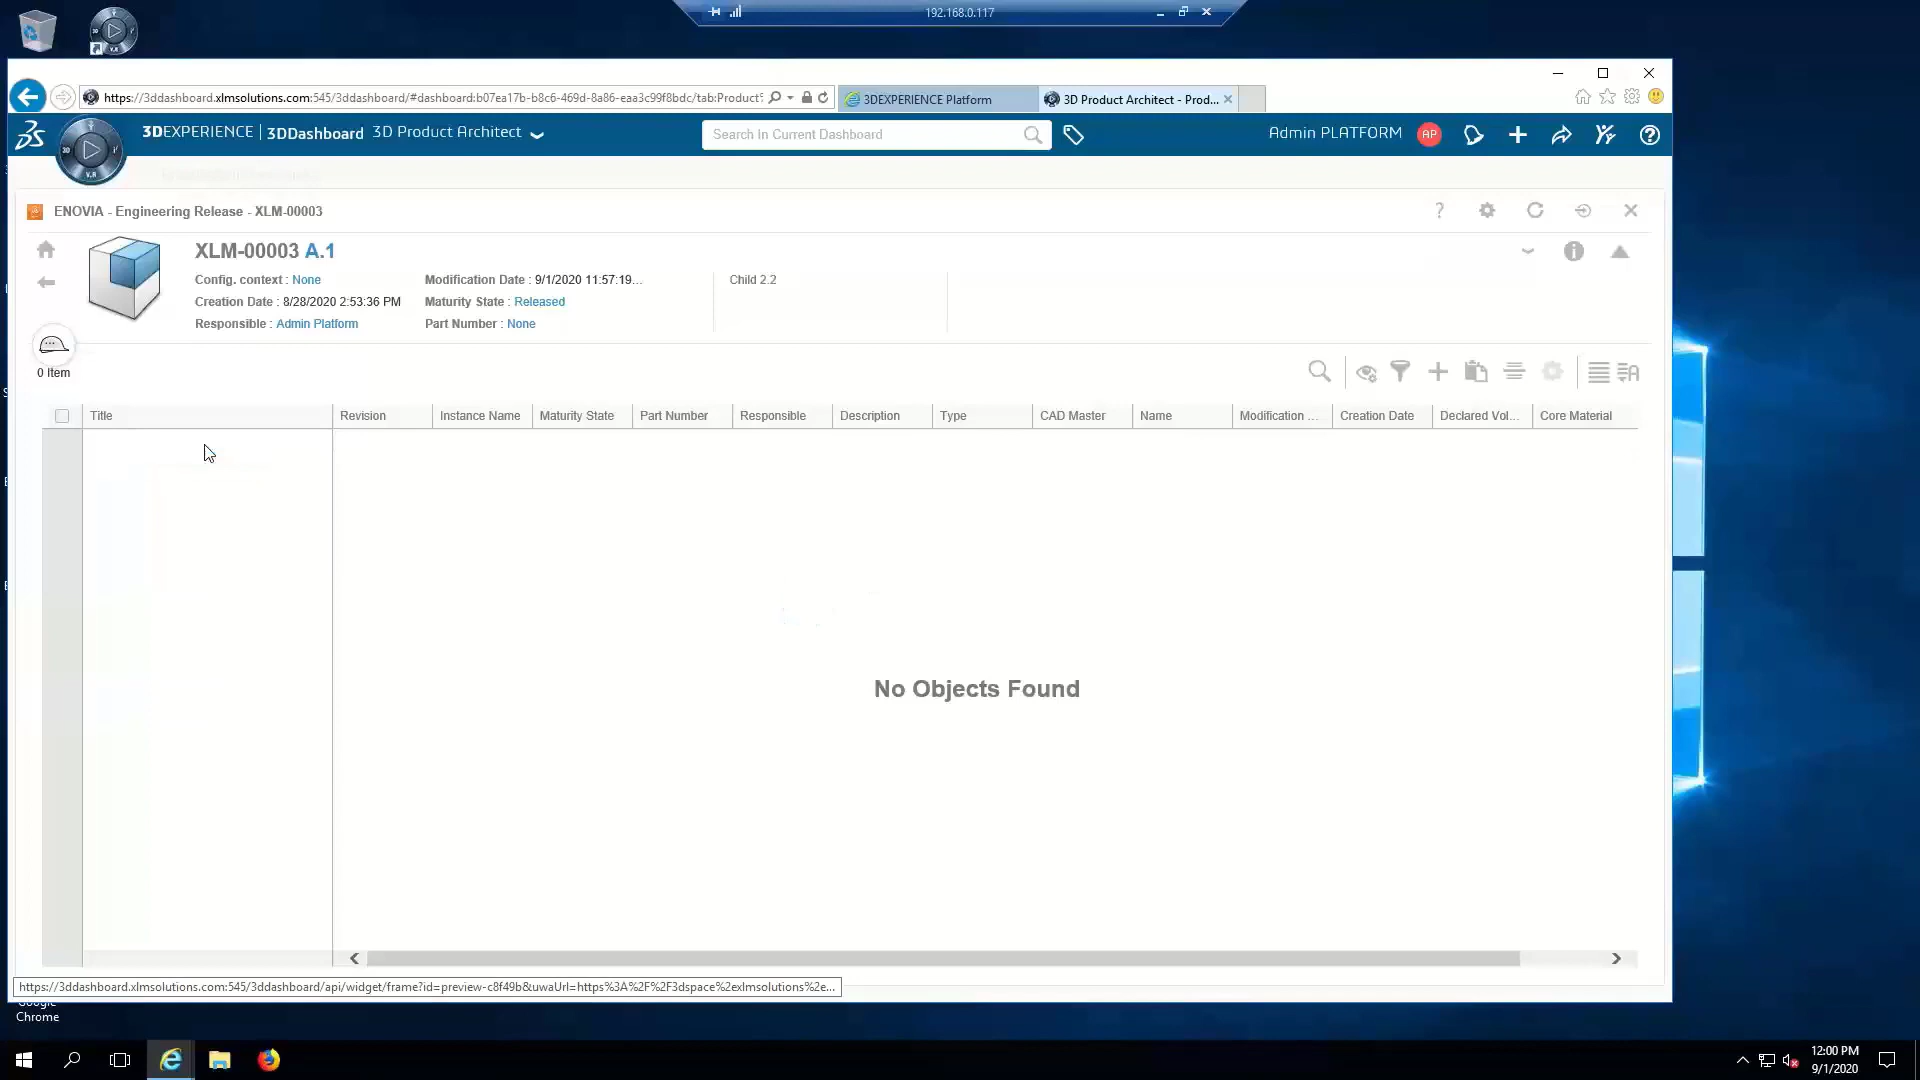 192.168.0.117
https://3ddashboard.xlmsolutions.com:545/3ddashboard/#dashboard:b07ea17b-b8c6-469d-8a86-eaa3c99f8bdc/tab:Product
3DEXPERIENCE Platform
3D Product Architect - Prod...
3DEXPERIENCE | 3DDashboard 3D Product Architect
Search In Current Dashboard
Admin PLATFORM AP
3D
V.R
ENOVIA - Engineering Release - XLM-00003
XLM-00003 A.1
Config. context : None
Modification Date : 9/1/2020 11:57:19...
Child 2.2
Creation Date : 8/28/2020 2:53:36 PM
Maturity State : Released
Responsible : Admin Platform
Part Number : None
0 Item
Title Revision Instance Name Maturity State Part Number Responsible Description Type CAD Master Name Modification ... Creation Date Declared Vol... Core Material
No Objects Found
https://3ddashboard.xlmsolutions.com:545/3ddashboard/api/widget/frame?id=preview-c8f49b&uwaUrl=https%3A%2F%2F3dspace%2exlmsolutions%2e...
Google
Chrome
12:00 PM
9/1/2020